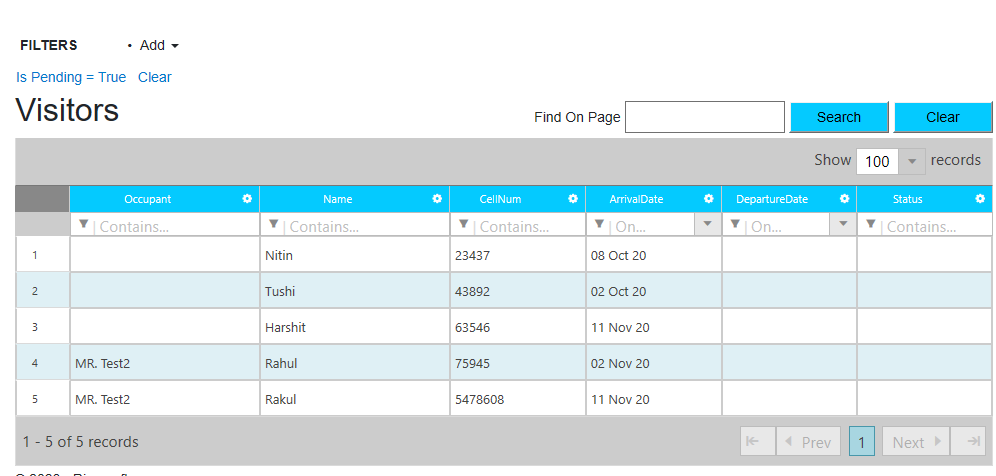 FILTERS • Add
Is Pending = True Clear
Visitors
Find On Page Search Clear
Show 100 records
Occupant Name CellNum ArrivalDate DepartureDate Status
Contains... Contains... Contains... On... On... Contains...
1 Nitin 23437 08 Oct 20
2 Tushi 43892 02 Oct 20
3 Harshit 63546 11 Nov 20
4 MR. Test2 Rahul 75945 02 Nov 20
5 MR. Test2 Rakul 5478608 11 Nov 20
1 - 5 of 5 records Prev 1 Next